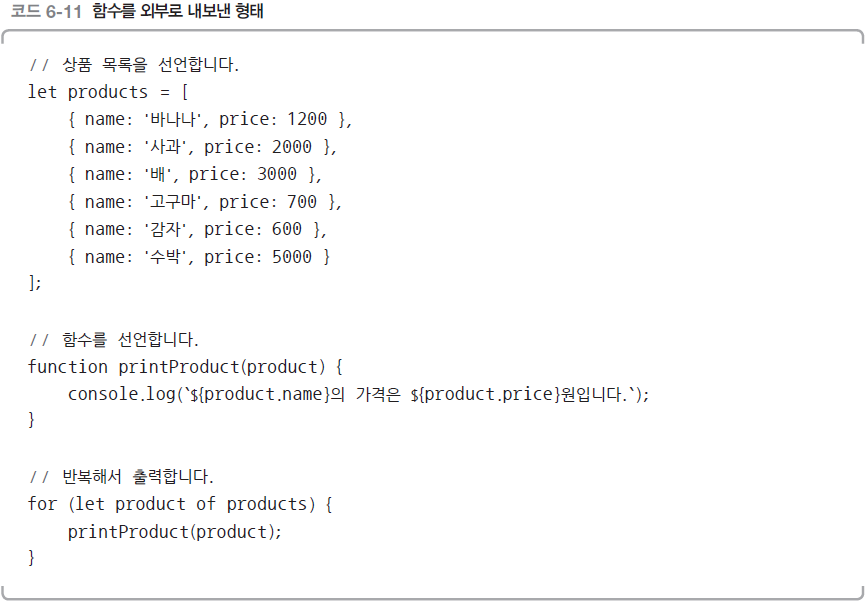 코드 6-11 함수를 외부로 내보낸 형태
// 상품 목록을 선언합니다.
let products = [
    { name: '바나나', price: 1200 },
    { name: '사과', price: 2000 },
    { name: '배', price: 3000 },
    { name: '고구마', price: 700 },
    { name: '감자', price: 600 },
    { name: '수박', price: 5000 }
];

// 함수를 선언합니다.
function printProduct(product) {
    console.log(`${product.name}의 가격은 ${product.price}원입니다.`);
}

// 반복해서 출력합니다.
for (let product of products) {
    printProduct(product);
}